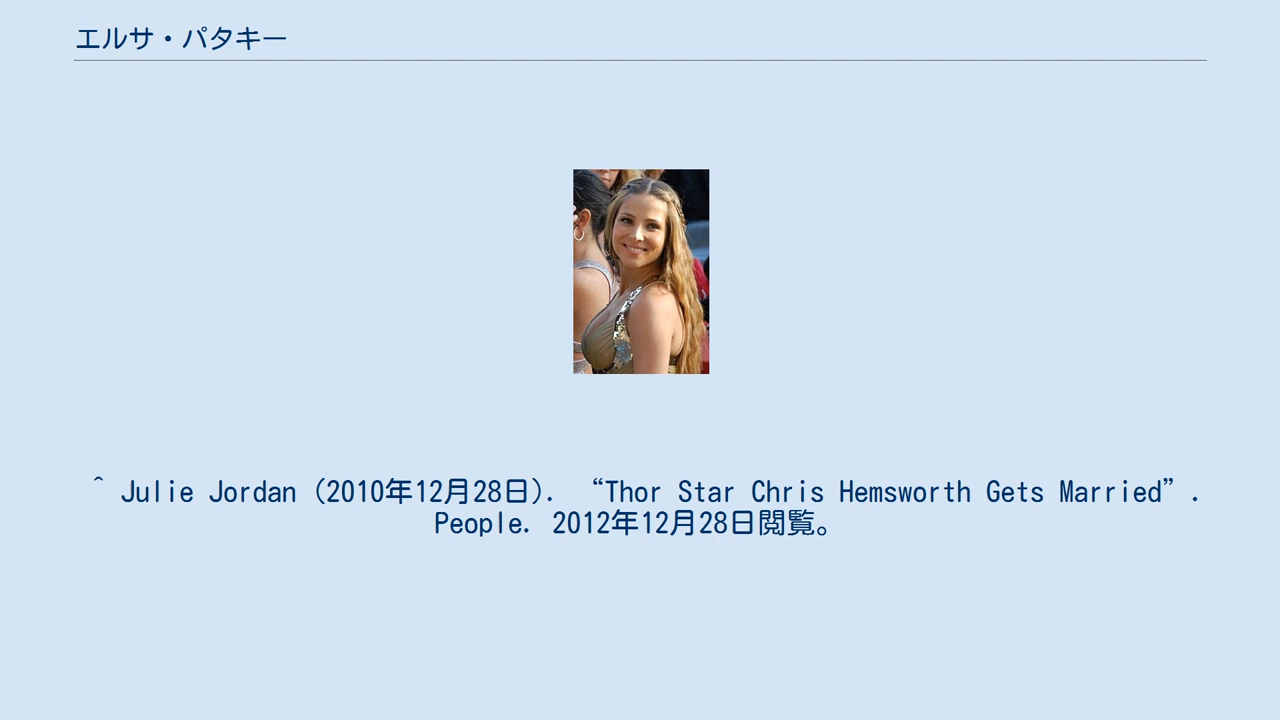 エルサ・パタキー
^ Julie Jordan (2010年12月28日). “Thor Star Chris Hemsworth Gets Married”.
People. 2012年12月28日閲覧。